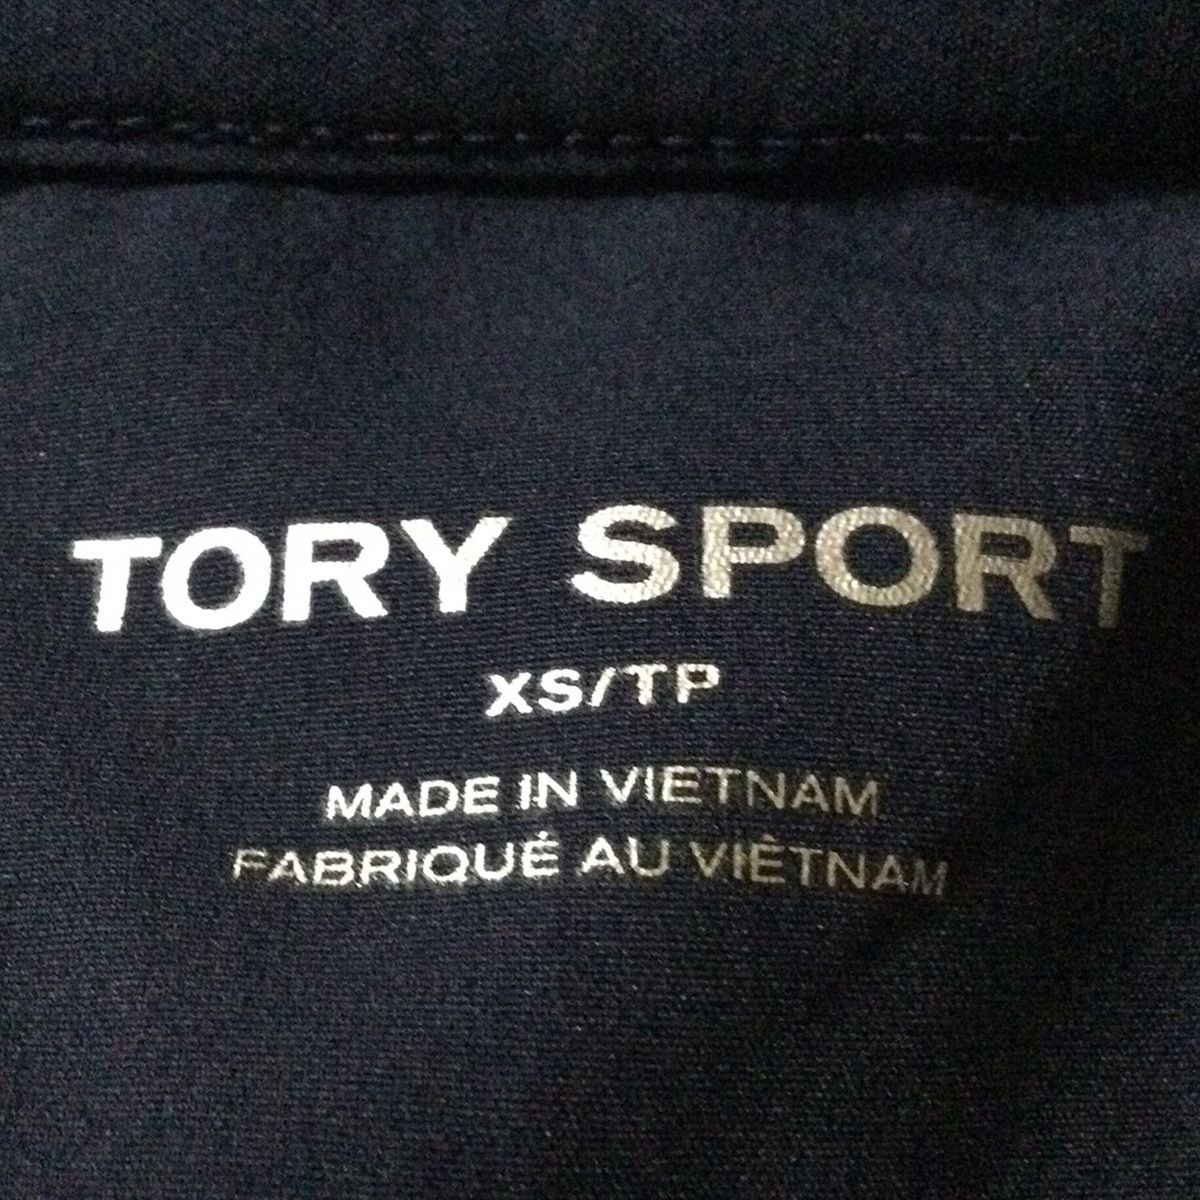 TORY SPORT
XS/TP
MADE IN VIETNAM
FABRIQUÉ AU VIÊTNAM